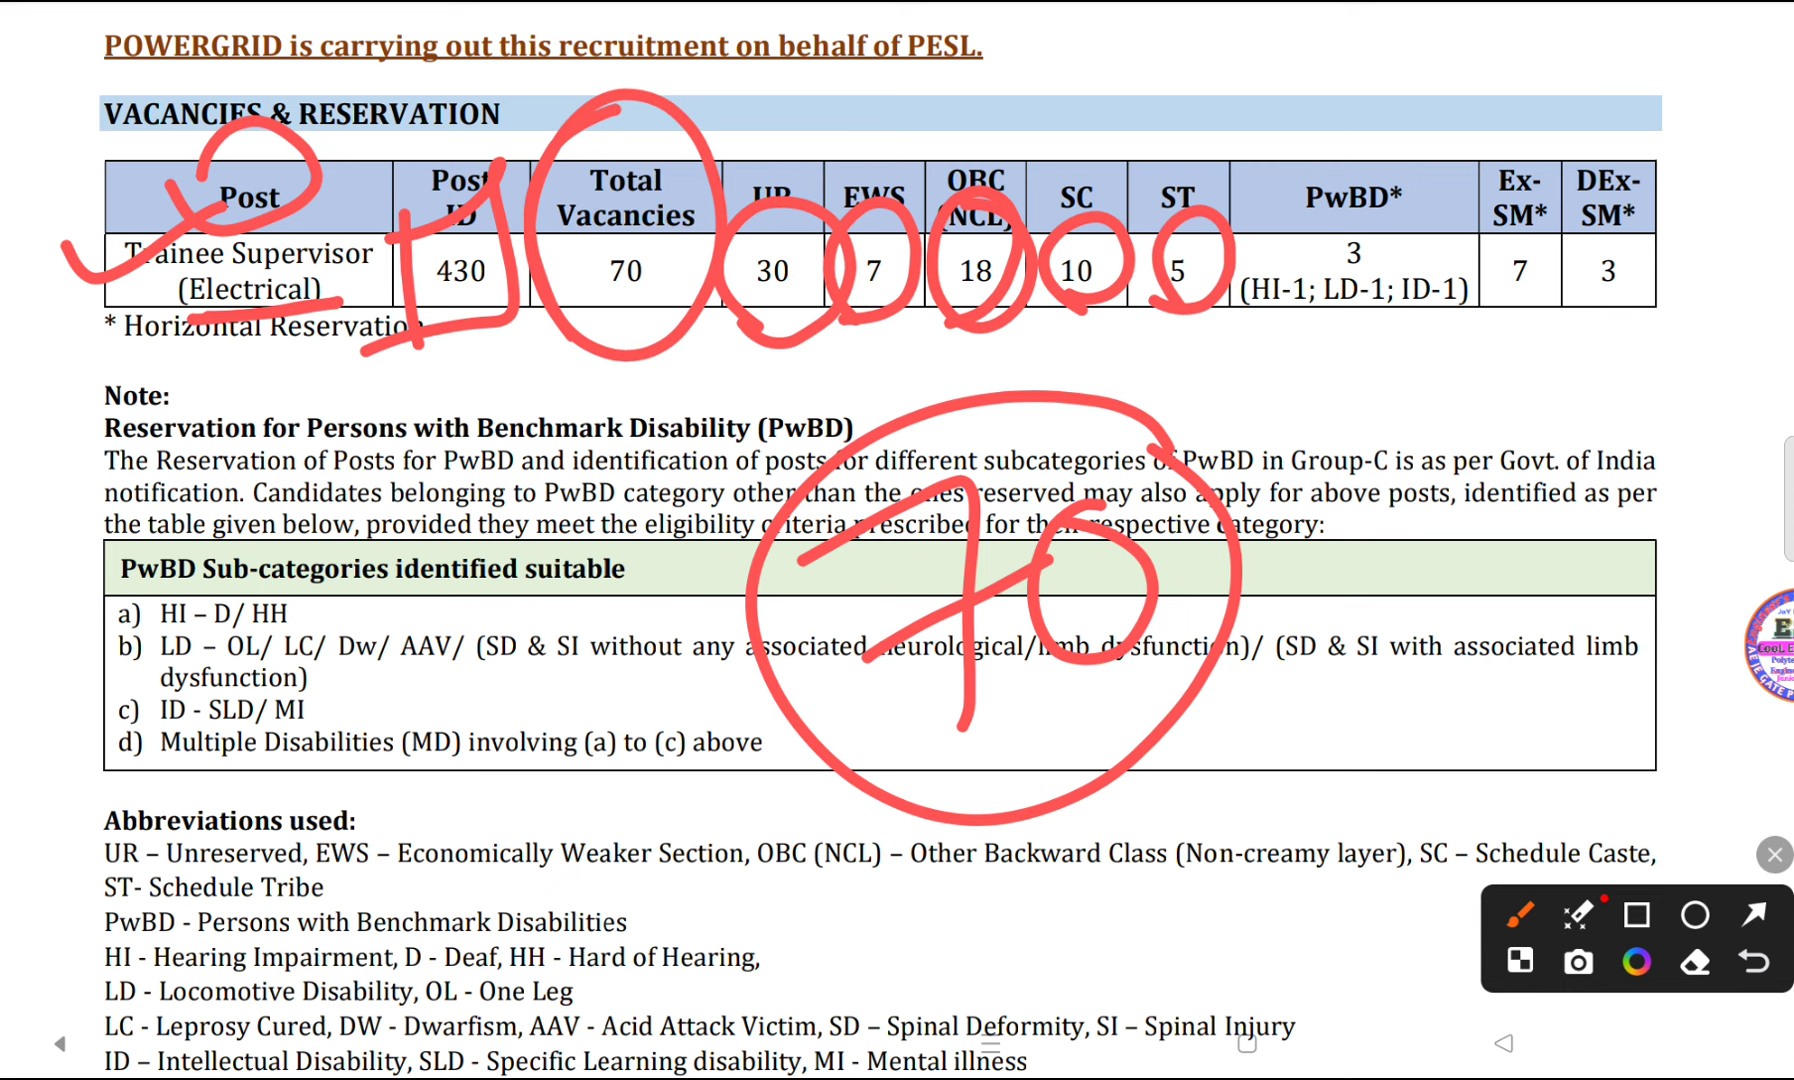 POWERGRID is carrying out this recruitment on behalf of PESL.
VACANCIES & RESERVATION
Post Post ID Total Vacancies UR EWS OBC (NCL) SC ST PwBD* Ex-SM* DEx-SM*
Trainee Supervisor (Electrical) 430 70 30 7 18 10 5 3 (HI-1; LD-1; ID-1) 7 3
* Horizontal Reservation
Note:
Reservation for Persons with Benchmark Disability (PwBD)
The Reservation of Posts for PwBD and identification of posts for different subcategories of PwBD in Group-C is as per Govt. of India
notification. Candidates belonging to PwBD category other than the ones reserved may also apply for above posts, identified as per
the table given below, provided they meet the eligibility criteria prescribed for their respective category:
70
PwBD Sub-categories identified suitable
a) HI – D/ HH
b) LD – OL/ LC/ Dw/ AAV/ (SD & SI without any associated neurological/limb dysfunction)/ (SD & SI with associated limb
dysfunction)
c) ID - SLD/ MI
d) Multiple Disabilities (MD) involving (a) to (c) above
Abbreviations used:
UR – Unreserved, EWS – Economically Weaker Section, OBC (NCL) – Other Backward Class (Non-creamy layer), SC – Schedule Caste,
ST- Schedule Tribe
PwBD - Persons with Benchmark Disabilities
HI - Hearing Impairment, D - Deaf, HH - Hard of Hearing,
LD - Locomotive Disability, OL - One Leg
LC - Leprosy Cured, DW - Dwarfism, AAV - Acid Attack Victim, SD – Spinal Deformity, SI – Spinal Injury
ID – Intellectual Disability, SLD - Specific Learning disability, MI - Mental illness